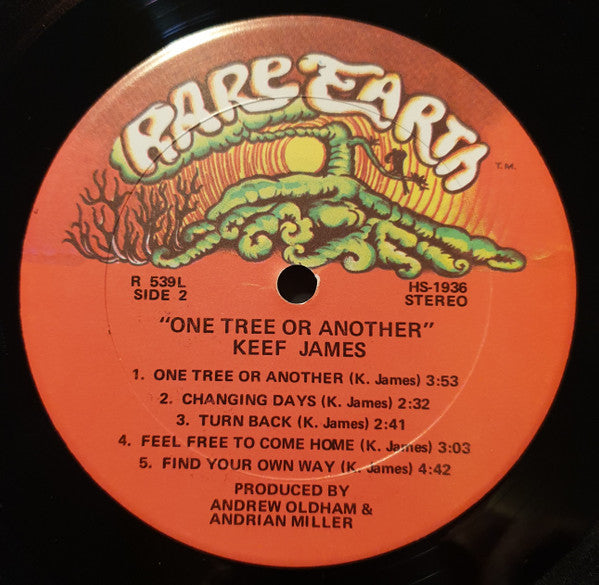 RARE EARTH
T.M.
R 539L
SIDE 2
HS-1936
STEREO
"ONE TREE OR ANOTHER"
KEEF JAMES
1. ONE TREE OR ANOTHER (K. James) 3:53
2. CHANGING DAYS (K. James) 2:32
3. TURN BACK (K. James) 2:41
4. FEEL FREE TO COME HOME (K. James) 3:03
5. FIND YOUR OWN WAY (K. James) 4:42
PRODUCED BY
ANDREW OLDHAM &
ANDRIAN MILLER